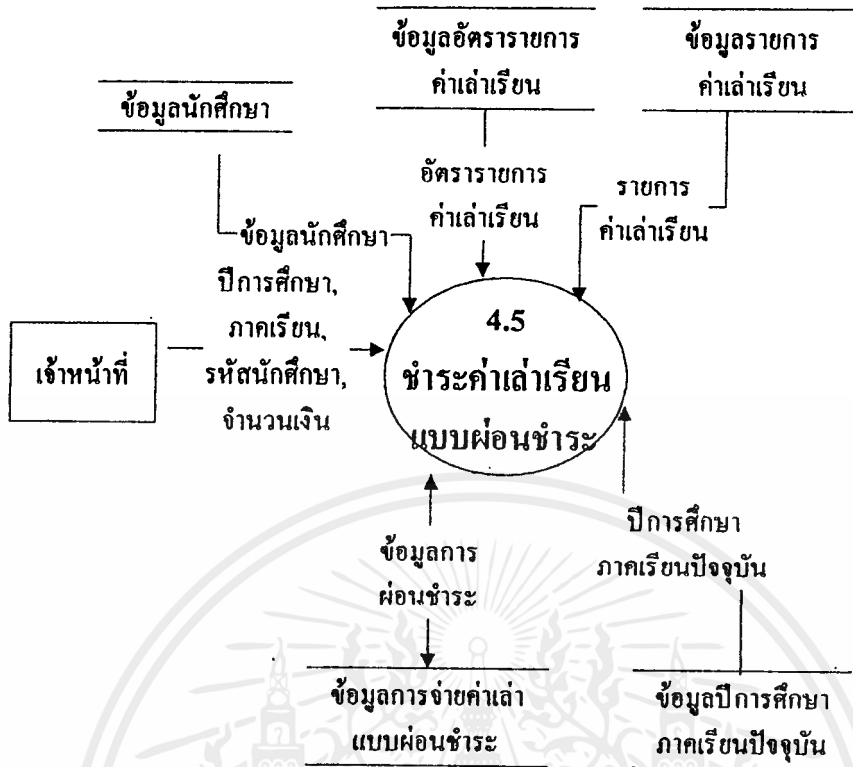 ข้อมูลอัตรารายการ
ค่าเล่าเรียน
ข้อมูลรายการ
ค่าเล่าเรียน
ข้อมูลนักศึกษา
อัตรารายการ
ค่าเล่าเรียน
รายการ
ค่าเล่าเรียน
ข้อมูลนักศึกษา
ปีการศึกษา,
ภาคเรียน,
รหัสนักศึกษา,
จำนวนเงิน
เจ้าหน้าที่
4.5
ชำระค่าเล่าเรียน
แบบผ่อนชำระ
ข้อมูลการ
ผ่อนชำระ
ปีการศึกษา
ภาคเรียนปัจจุบัน
ข้อมูลการจ่ายค่าเล่า
แบบผ่อนชำระ
ข้อมูลปีการศึกษา
ภาคเรียนปัจจุบัน